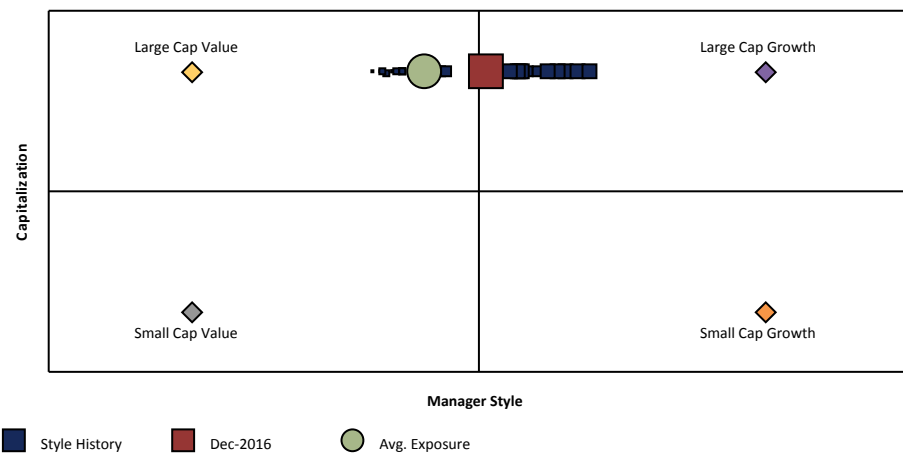 Large Cap Value
Large Cap Growth
Capitalization
Small Cap Value
Small Cap Growth
Manager Style
Style History
Dec-2016
Avg. Exposure